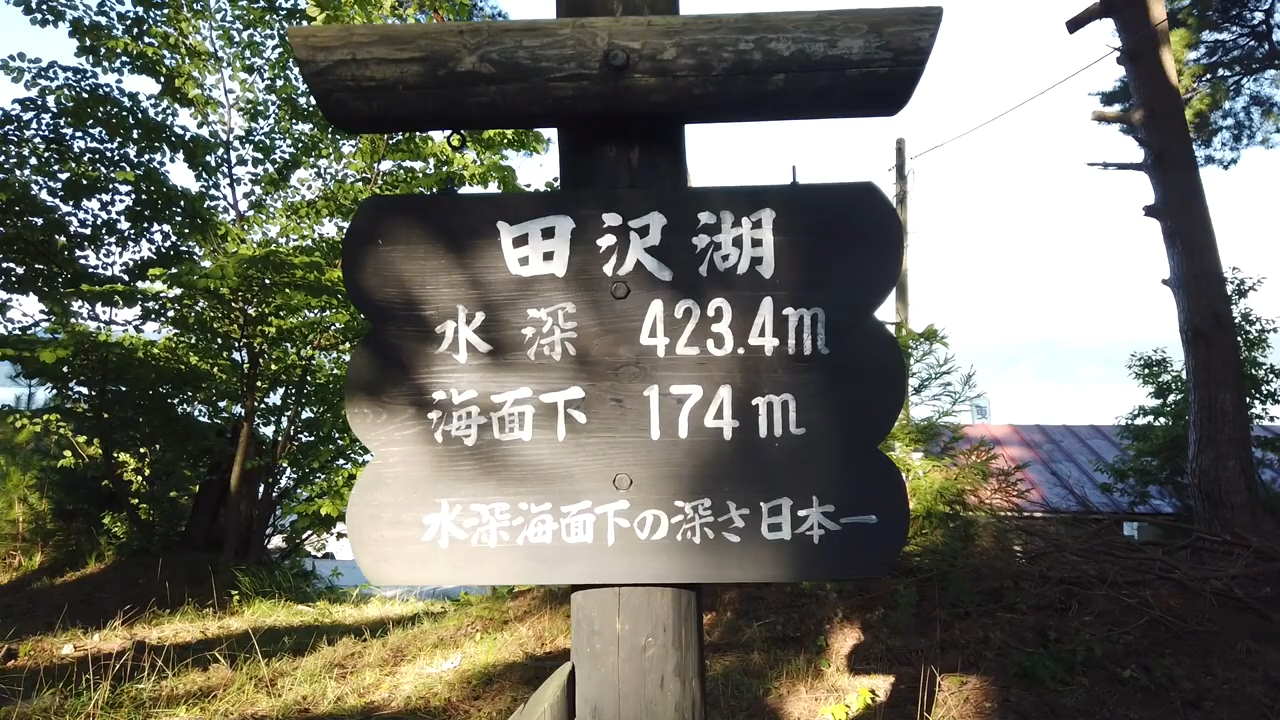 田沢湖
水深 423.4m
海面下 174m
水深海面下の深さ日本一